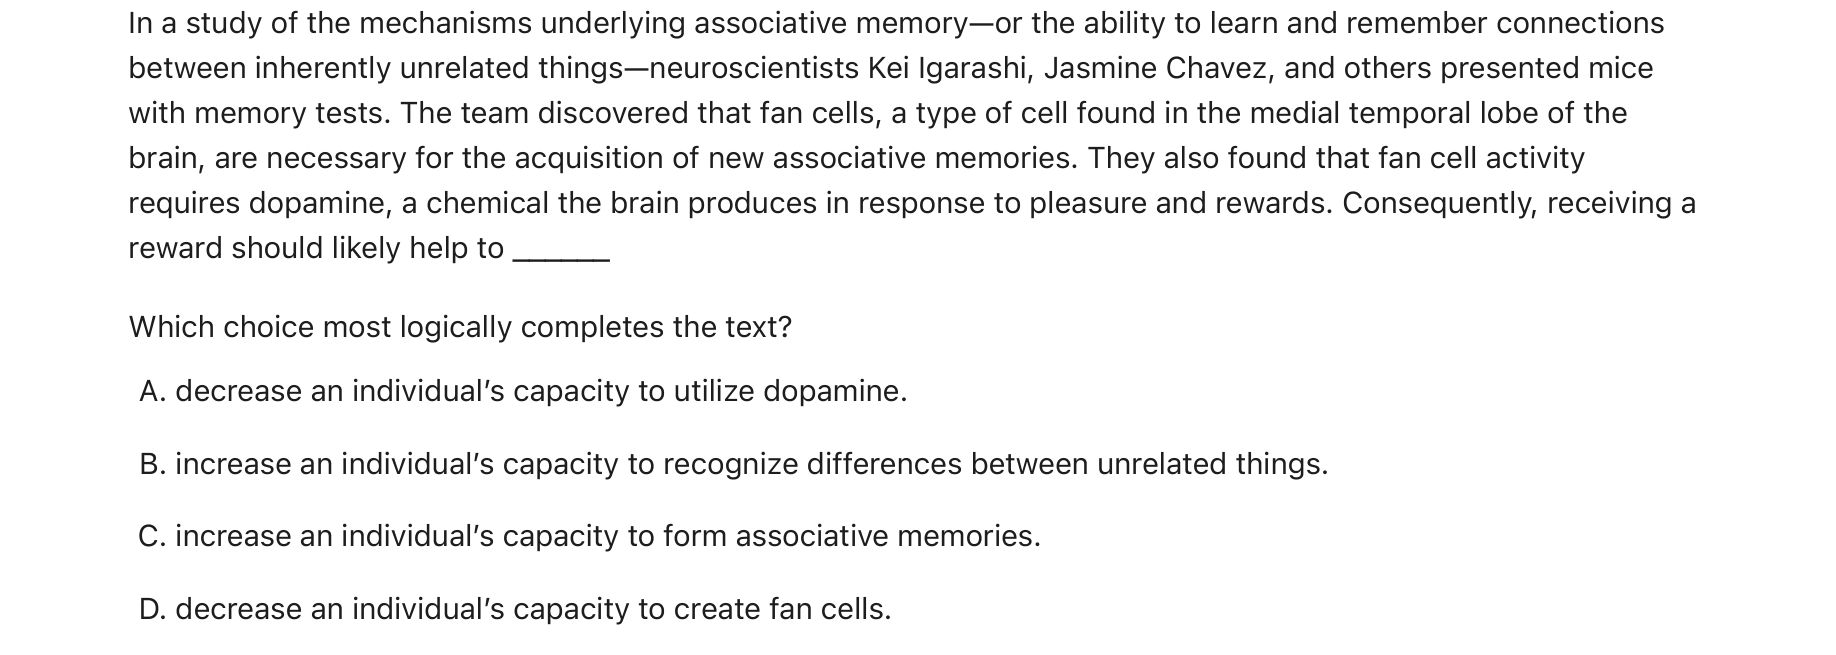 In a study of the mechanisms underlying associative memory—or the ability to learn and remember connections
between inherently unrelated things—neuroscientists Kei Igarashi, Jasmine Chavez, and others presented mice
with memory tests. The team discovered that fan cells, a type of cell found in the medial temporal lobe of the
brain, are necessary for the acquisition of new associative memories. They also found that fan cell activity
requires dopamine, a chemical the brain produces in response to pleasure and rewards. Consequently, receiving a
reward should likely help to ______
Which choice most logically completes the text?
A. decrease an individual’s capacity to utilize dopamine.
B. increase an individual’s capacity to recognize differences between unrelated things.
C. increase an individual’s capacity to form associative memories.
D. decrease an individual’s capacity to create fan cells.